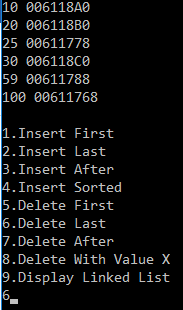 10 006118A0
20 006118B0
25 00611778
30 006118C0
59 00611788
100 00611768
1.Insert First
2.Insert Last
3.Insert After
4.Insert Sorted
5.Delete First
6.Delete Last
7.Delete After
8.Delete With Value X
9.Display Linked List
6